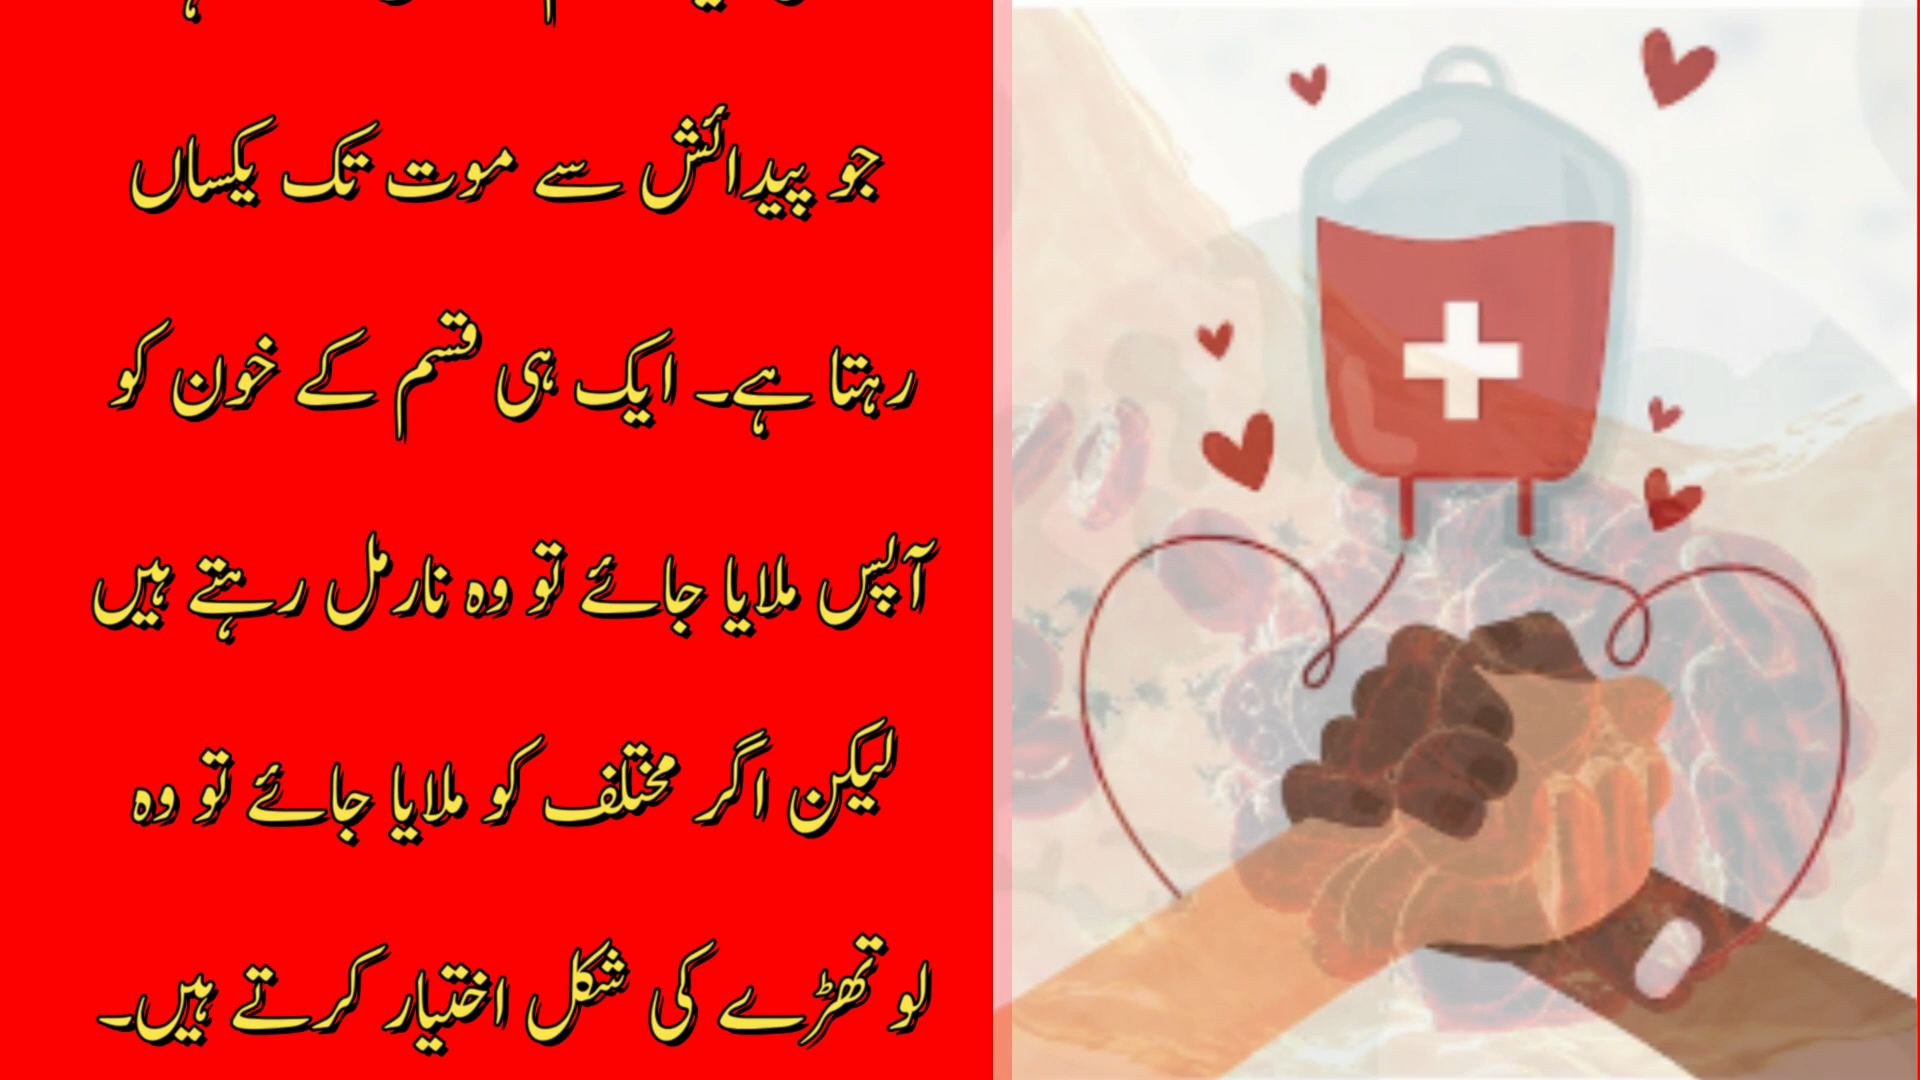 جو پیدائش سے موت تک یکساں
رہتا ہے۔ ایک ہی قسم کے خون کو
آپس ملایا جائے تو وہ نارمل رہتے ہیں
لیکن اگر مختلف کو ملایا جائے تو وہ
لوتھڑے کی شکل اختیار کرتے ہیں۔